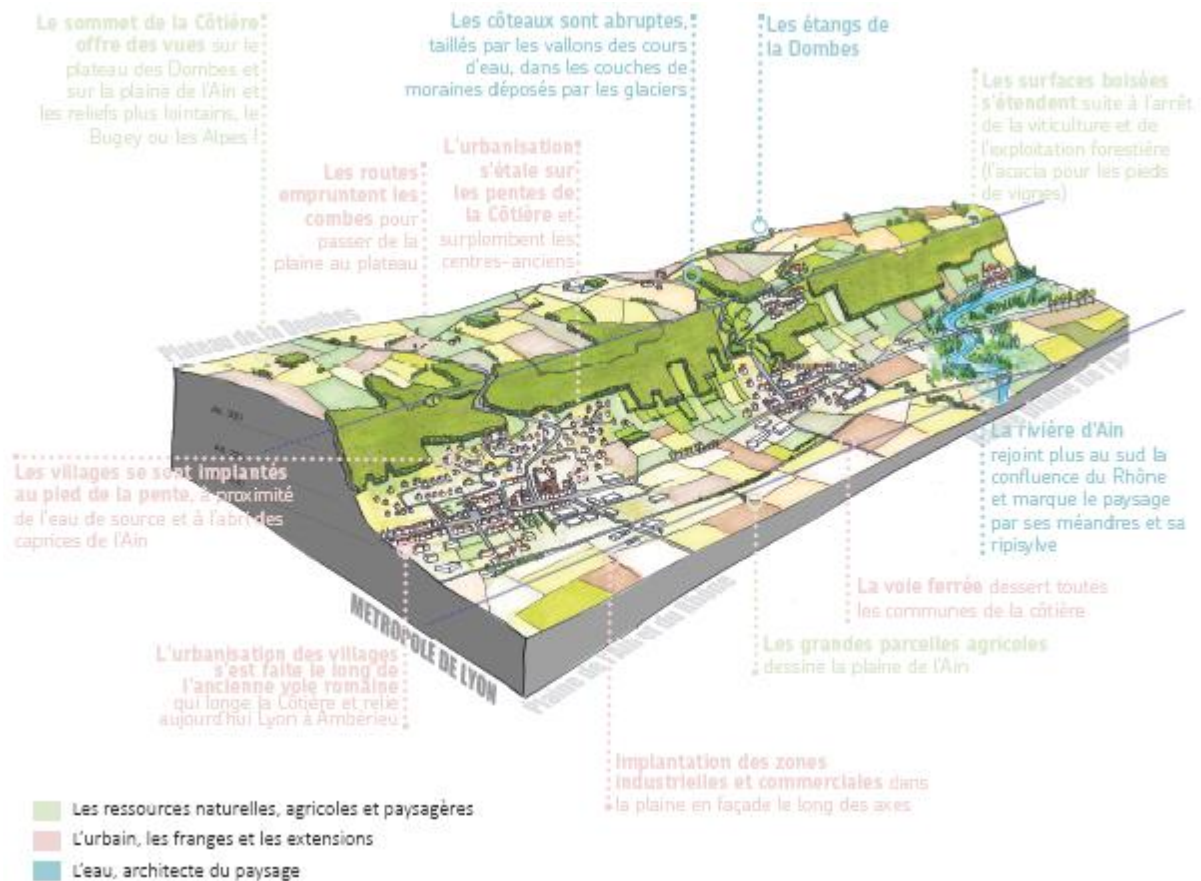 Le sommet de la Côtière
offre des vues sur le
plateau des Dombes et
sur la plaine de l'Ain et
les reliefs plus lointains, le
Bugey ou les Alpes !
Les côteaux sont abruptes,
taillés par les vallons des cours
d'eau, dans les couches de
moraines déposés par les glaciers
Les étangs de
la Dombes
Les surfaces boisées
s'étendent suite à l'arrêt
de la viticulture et de
l'exploitation forestière
(l'acacia pour les pieds
de vignes)
Les routes
empruntent les
combes pour
passer de la
plaine au plateau
L'urbanisation
s'étale sur
les pentes de
la Côtière et
surplombent les
centres-anciens
Plateau de la Dombes
Les villages se sont implantés
au pied de la pente, à proximité
de l'eau de source et à l'abri des
caprices de l'Ain
La rivière d'Ain
rejoint plus au sud la
confluence du Rhône
et marque le paysage
par ses méandres et sa
ripisylve
La voie ferrée dessert toutes
les communes de la côtière
Les grandes parcelles agricoles
dessine la plaine de l'Ain
METROPOLE DE LYON
Plaine de l'Ain et du Rhône
L'urbanisation des villages
s'est faite le long de
l'ancienne voie romaine
qui longe la Côtière et relie
aujourd'hui Lyon à Ambérieu
Implantation des zones
industrielles et commerciales dans
la plaine en façade le long des axes
Les ressources naturelles, agricoles et paysagères
L'urbain, les franges et les extensions
L'eau, architecte du paysage